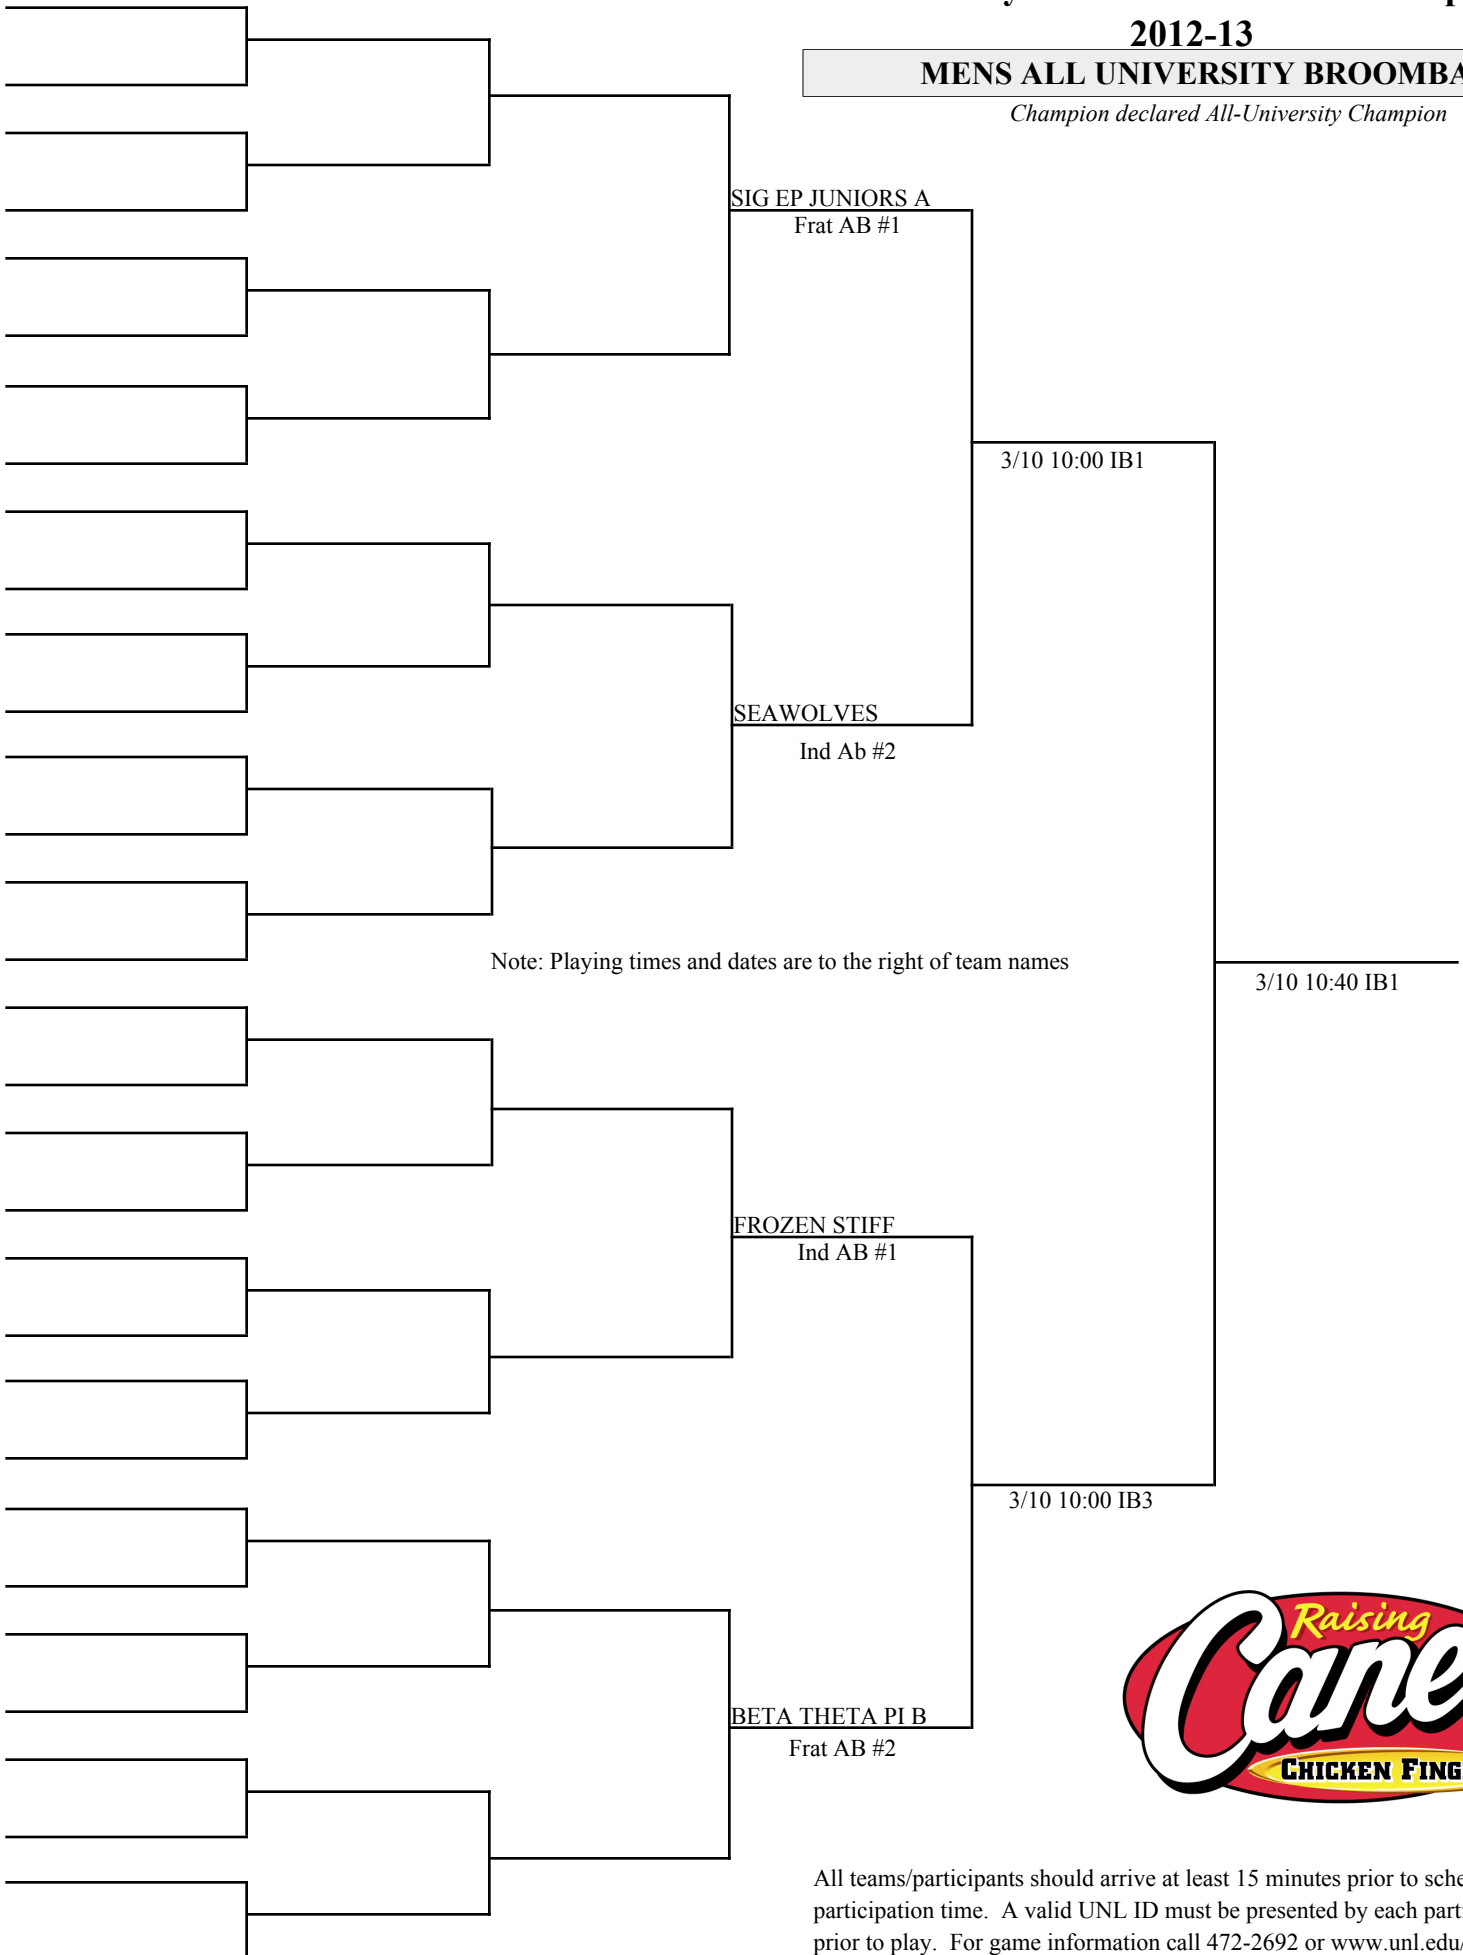 2012-13
MENS ALL UNIVERSITY BROOMBA
Champion declared All-University Champion
SIG EP JUNIORS A
Frat AB #1
3/10 10:00 IB1
SEAWOLVES
Ind Ab #2
Note: Playing times and dates are to the right of team names
3/10 10:40 IB1
FROZEN STIFF
Ind AB #1
3/10 10:00 IB3
Raising
Cane
CHICKEN FING
BETA THETA PI B
Frat AB #2
All teams/participants should arrive at least 15 minutes prior to sche
participation time. A valid UNL ID must be presented by each parti
prior to play. For game information call 472-2692 or www.unl.edu/